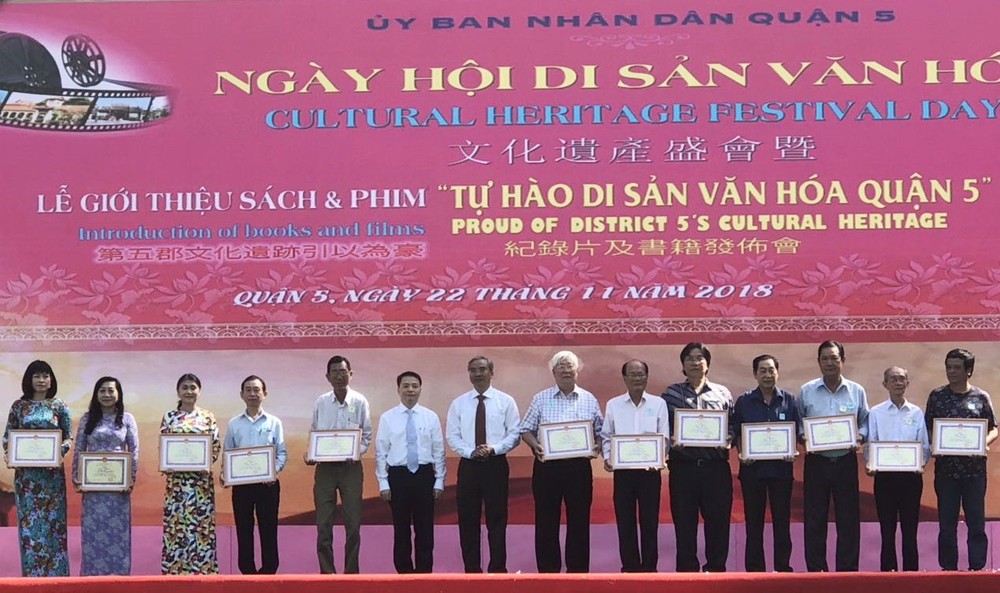 ỦY BAN NHÂN DÂN QUẬN 5
NGÀY HỘI DI SẢN VĂN HÓ
CULTURAL HERITAGE FESTIVAL DAY
文化遺產盛會暨
LỄ GIỚI THIỆU SÁCH & PHIM "TỰ HÀO DI SẢN VĂN HÓA QUẬN 5"
Introduction of books and films PROUD OF DISTRICT 5'S CULTURAL HERITAGE
第五郡文化遺跡引以為豪 紀錄片及書籍發佈會
QUẬN 5, NGÀY 22 THÁNG 11 NĂM 2018